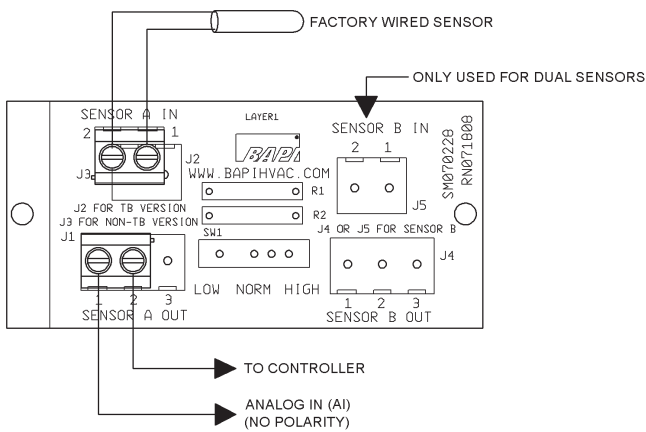 FACTORY WIRED SENSOR
ONLY USED FOR DUAL SENSORS
SENSOR A IN
2 1
LAYER1
SENSOR B IN
2 1
BAPI
J2
J3
WWW.BAPIHVAC.COM
R1
J5
SM070228
RN071808
J2 FOR TB VERSION
J3 FOR NON-TB VERSION
R2
J4 OR J5 FOR SENSOR B
J1
SW1
J4
LOW NORM HIGH
1 2 3
SENSOR A OUT
1 2 3
SENSOR B OUT
TO CONTROLLER
ANALOG IN (AI)
(NO POLARITY)